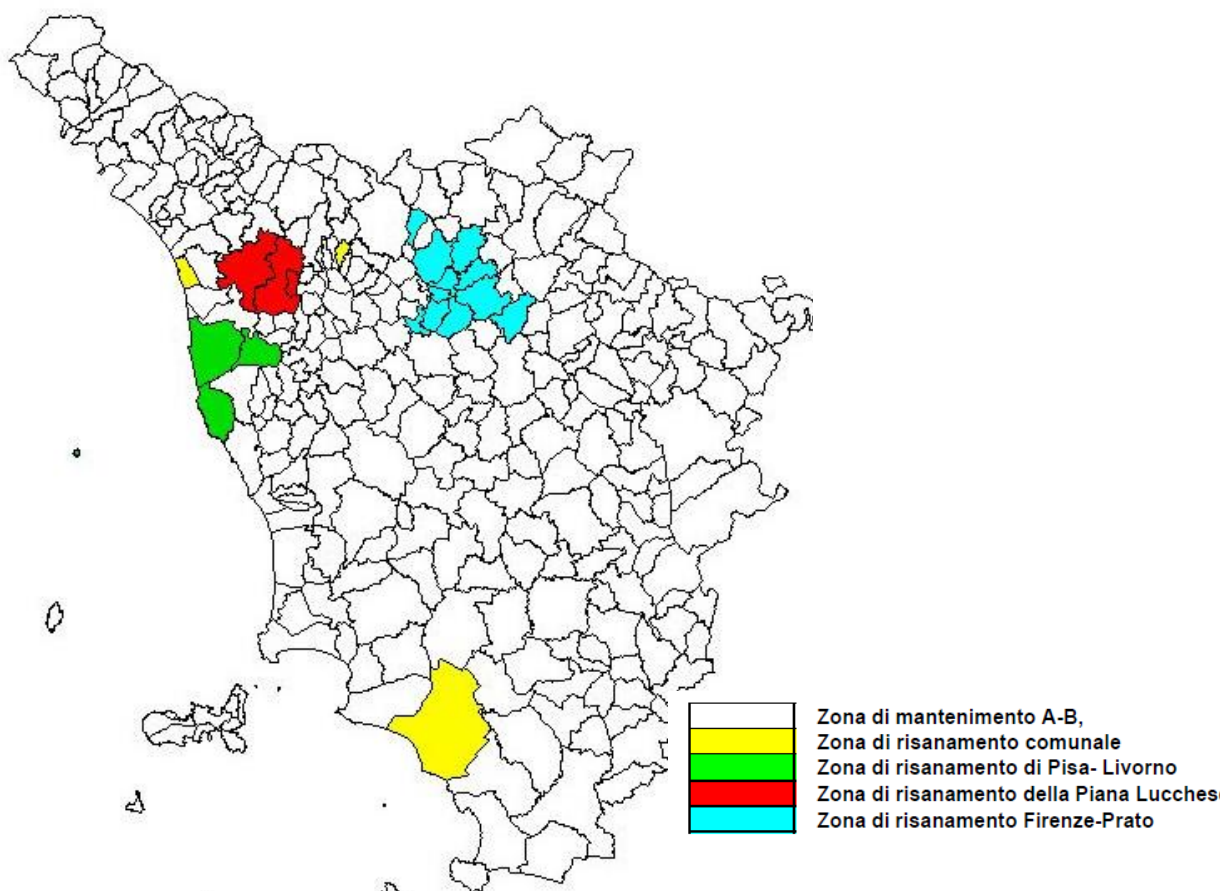 Zona di mantenimento A-B,
Zona di risanamento comunale
Zona di risanamento di Pisa- Livorno
Zona di risanamento della Piana Lucchese
Zona di risanamento Firenze-Prato